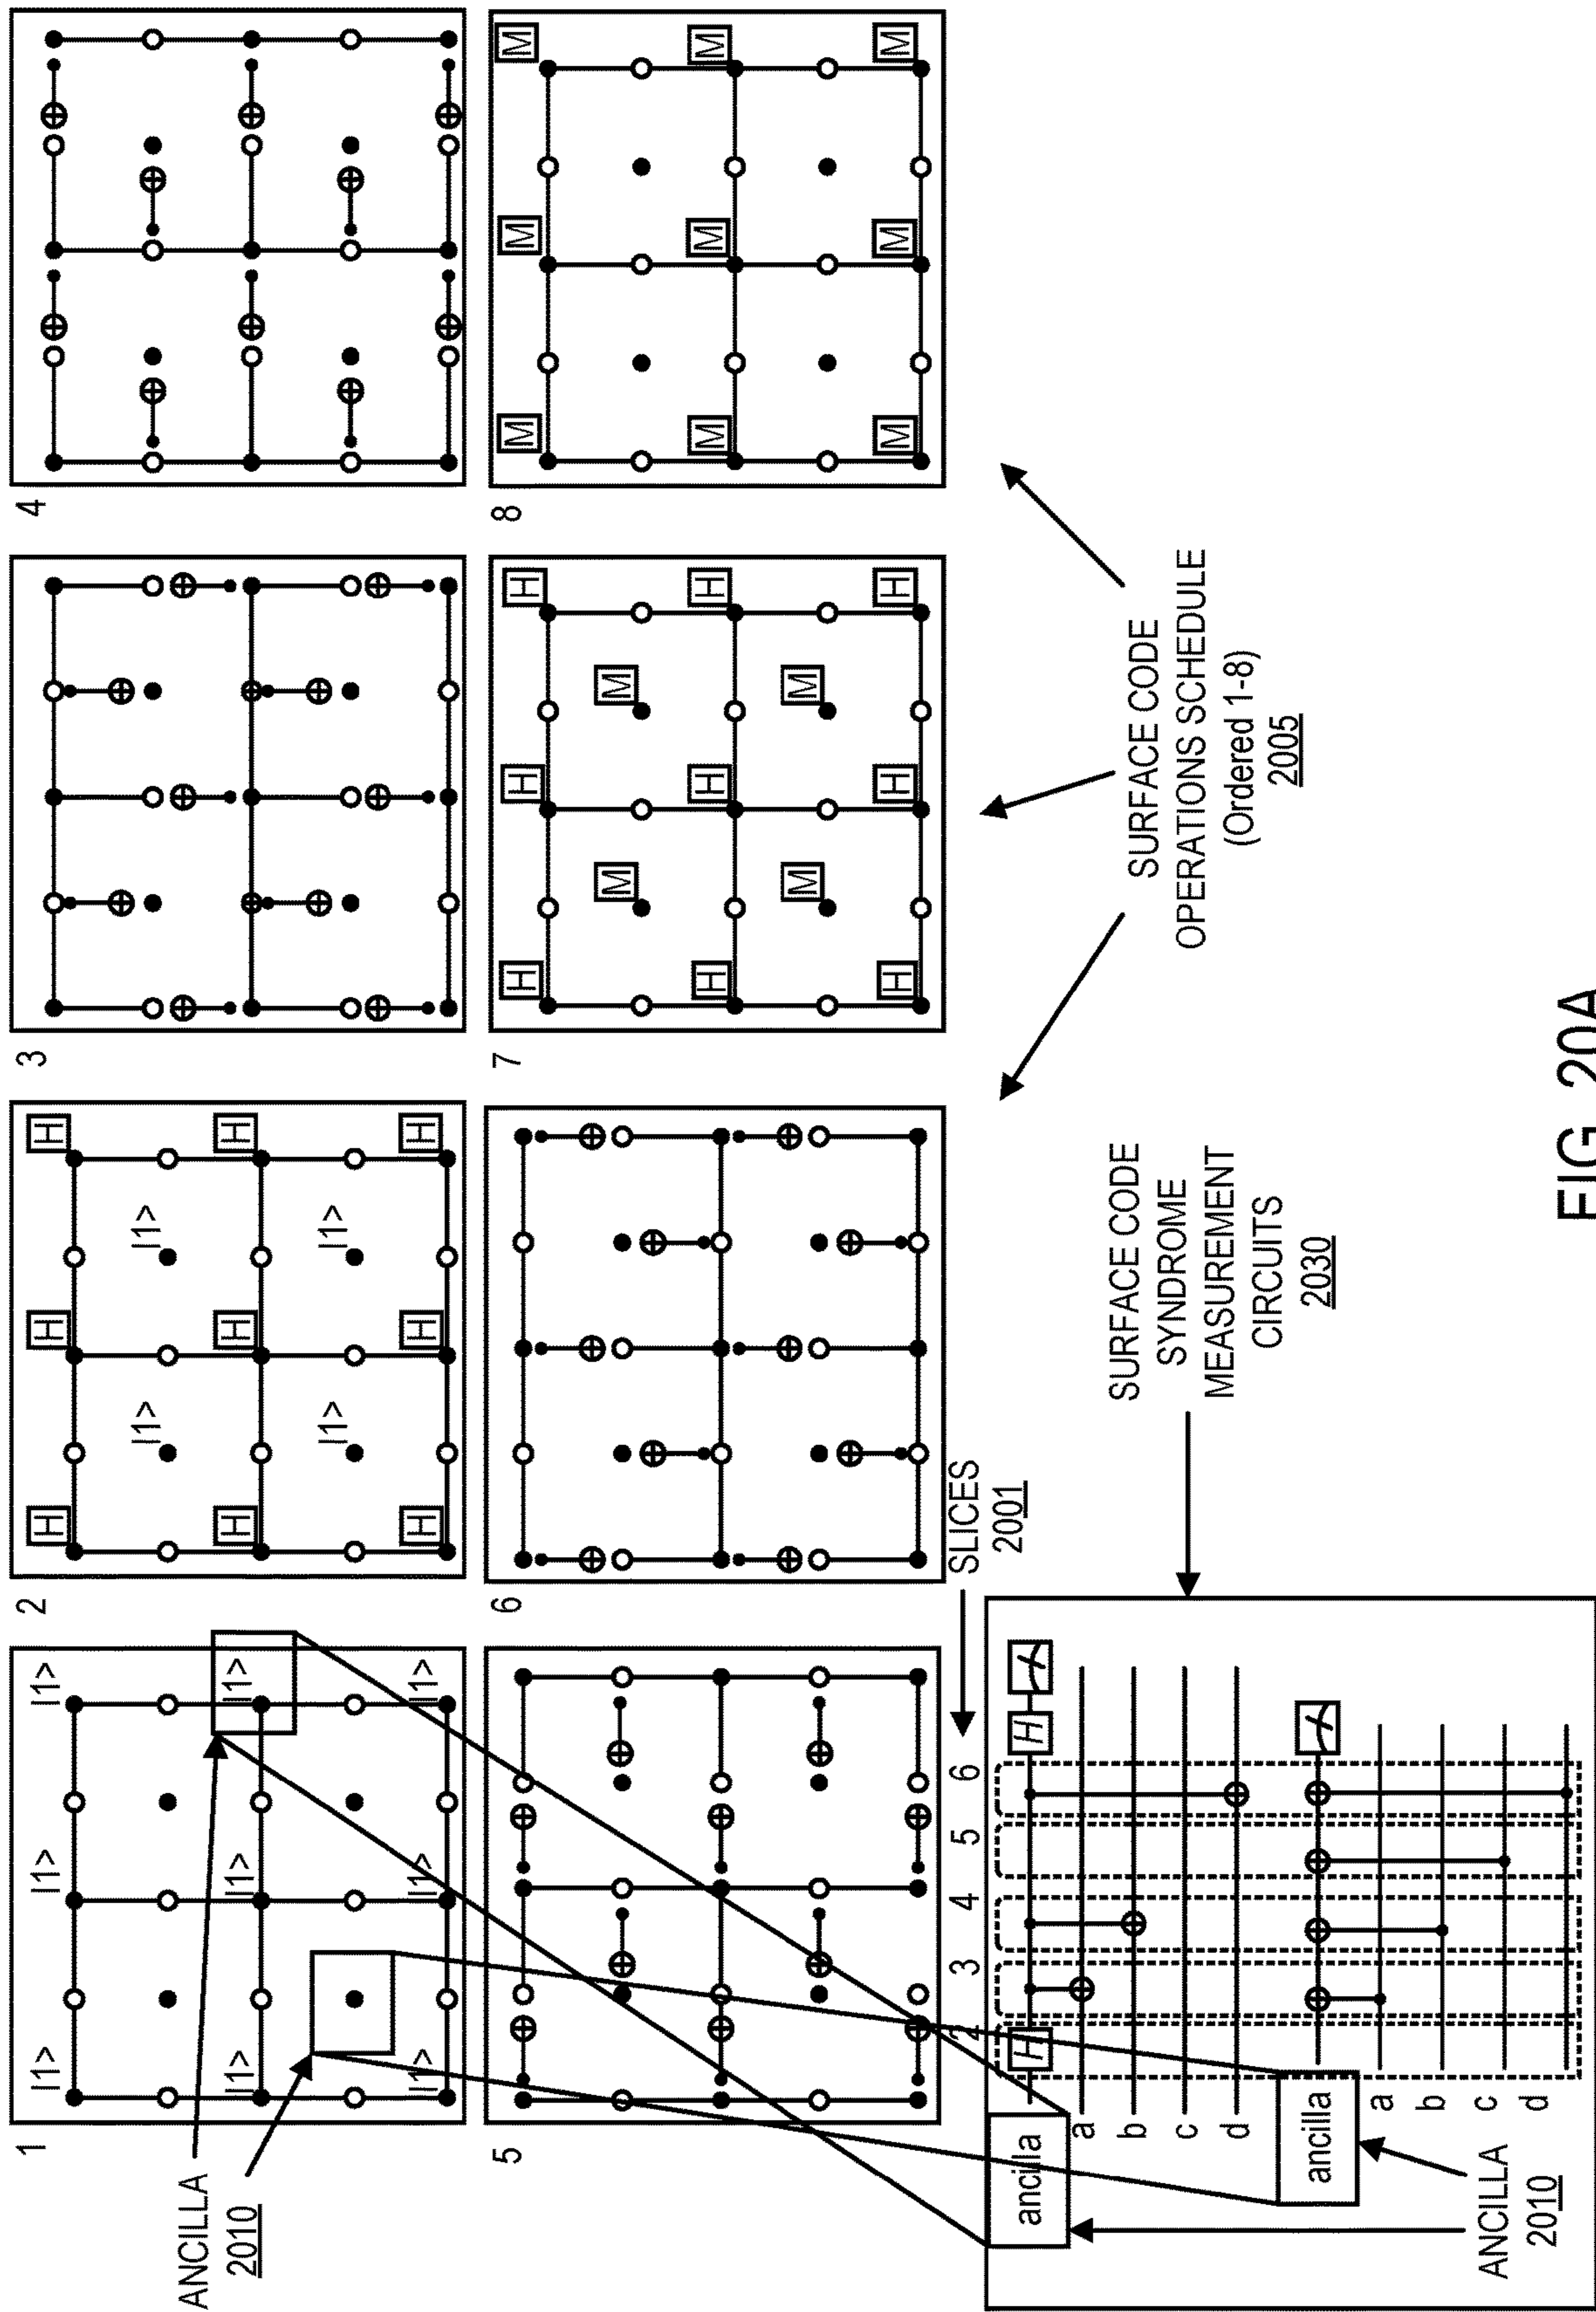 1
|1> |1> |1>
|1> |1> |1>
|1> |1> |1>
ANCILLA
2010
2
H H H
|1> |1>
H H H
|1> |1>
H H H
3
4
5
6
7
H H H
M M
H H H
M M
H H H
8
M M M
M M M
M M M
SLICES
2001
SURFACE CODE
OPERATIONS SCHEDULE
(Ordered 1-8)
2005
SURFACE CODE
SYNDROME
MEASUREMENT
CIRCUITS
2030
2 3 4 5 6
ancilla H H
a
b
c
d
ancilla
a
b
c
d
ANCILLA
2010
FIG. 20A